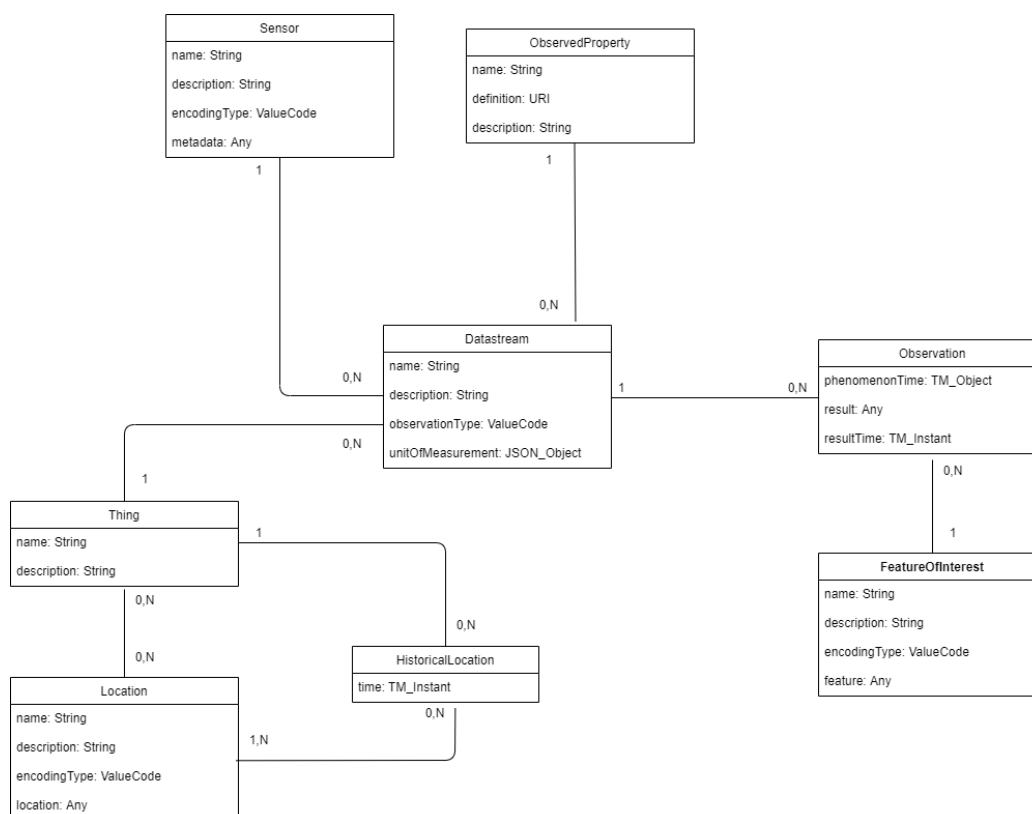 Sensor
name: String
description: String
encodingType: ValueCode
metadata: Any
1
ObservedProperty
name: String
definition: URI
description: String
1
0,N
0,N
Datastream
name: String
description: String
observationType: ValueCode
unitOfMeasurement: JSON_Object
1
0,N
Observation
phenomenonTime: TM_Object
result: Any
resultTime: TM_Instant
0,N
0,N
1
1
FeatureOfInterest
name: String
description: String
encodingType: ValueCode
feature: Any
Thing
name: String
description: String
1
0,N
0,N
0,N
HistoricalLocation
time: TM_Instant
0,N
1,N
Location
name: String
description: String
encodingType: ValueCode
location: Any